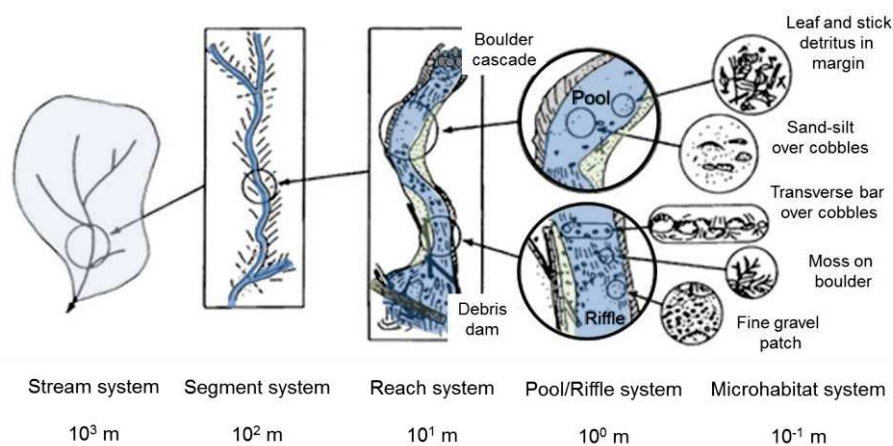 Leaf and stick
detritus in
margin
Boulder
cascade
Pool
Sand-silt
over cobbles
Transverse bar
over cobbles
Moss on
boulder
Debris
dam
Riffle
Fine gravel
patch
Stream system
Segment system
Reach system
Pool/Riffle system
Microhabitat system
10³ m
10² m
10¹ m
10⁰ m
10⁻¹ m